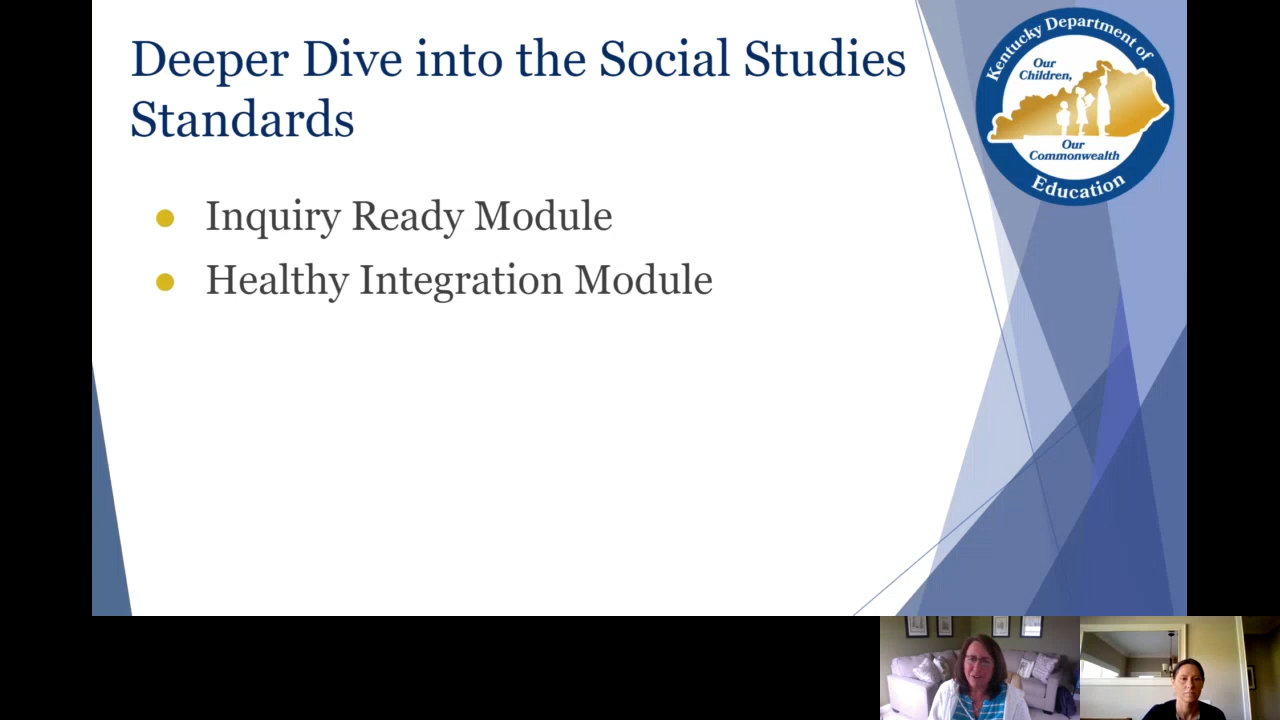 Deeper Dive into the Social Studies
Standards
Inquiry Ready Module
Healthy Integration Module
Kentucky Department of
Our
Children,
Our
Commonwealth
Education